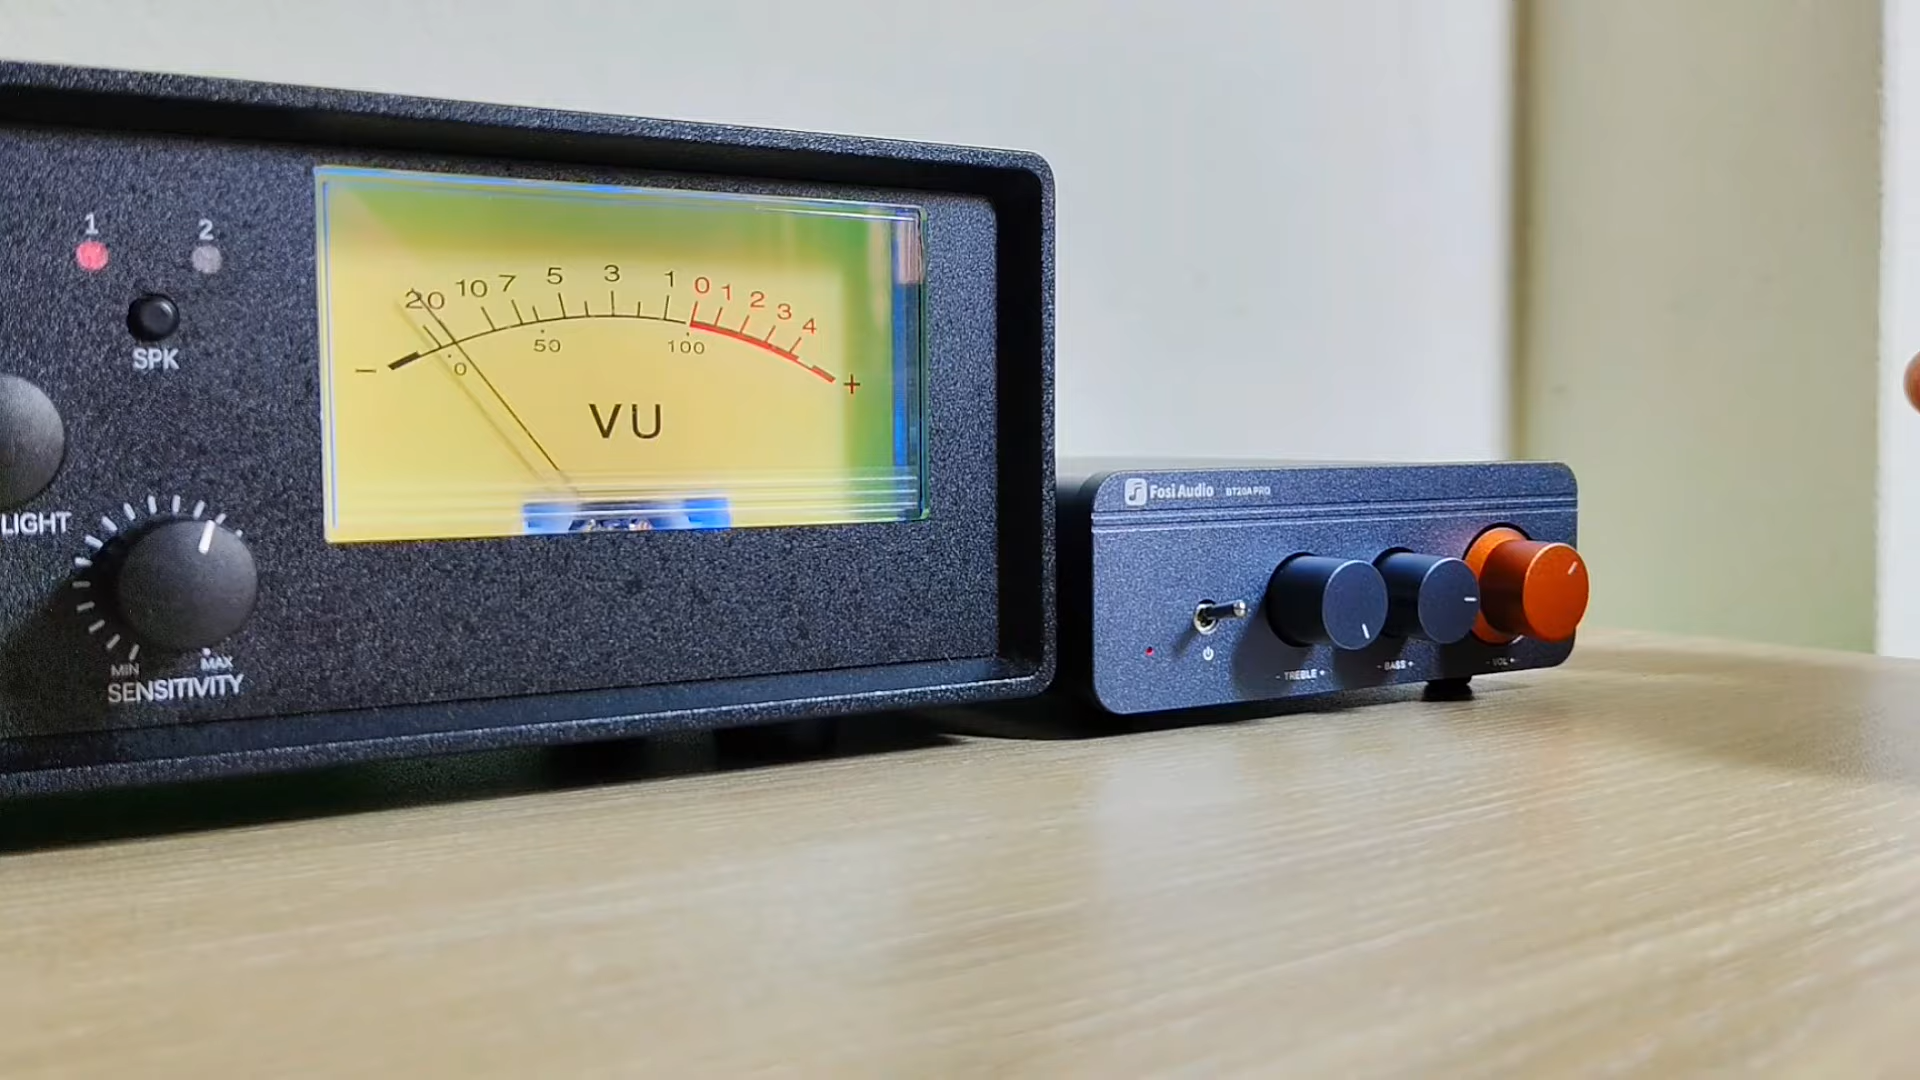 1 2
SPK
LIGHT
MIN MAX
SENSITIVITY
20 10 7 5 3 1 0 1 2 3 4
0 50 100
- +
VU
Fosi Audio BT20A PRO
- TREBLE +
- BASS +
- VOL +